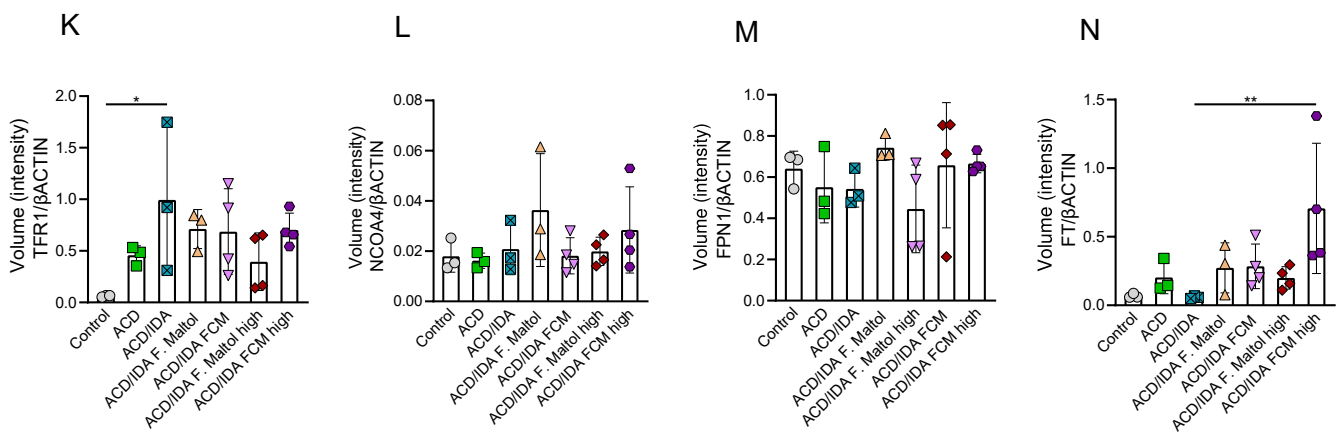 K
L
M
N
Volume (intensity)
TFR1/βACTIN
2.0
1.5
1.0
0.5
0.0
*
Control
ACD
ACD/IDA
ACD/IDA F. Maltol
ACD/IDA FCM
ACD/IDA F. Maltol high
ACD/IDA FCM high
Volume (intensity)
NCOA4/βACTIN
0.08
0.06
0.04
0.02
0.00
Control
ACD
ACD/IDA
ACD/IDA F. Maltol
ACD/IDA FCM
ACD/IDA F. Maltol high
ACD/IDA FCM high
Volume (intensity)
FPN1/βACTIN
1.0
0.8
0.6
0.4
0.2
0.0
Control
ACD
ACD/IDA
ACD/IDA F. Maltol
ACD/IDA F. Maltol high
ACD/IDA FCM
ACD/IDA FCM high
Volume (intensity)
FT/βACTIN
1.5
1.0
0.5
0.0
**
Control
ACD
ACD/IDA
ACD/IDA F. Maltol
ACD/IDA FCM
ACD/IDA F. Maltol high
ACD/IDA FCM high